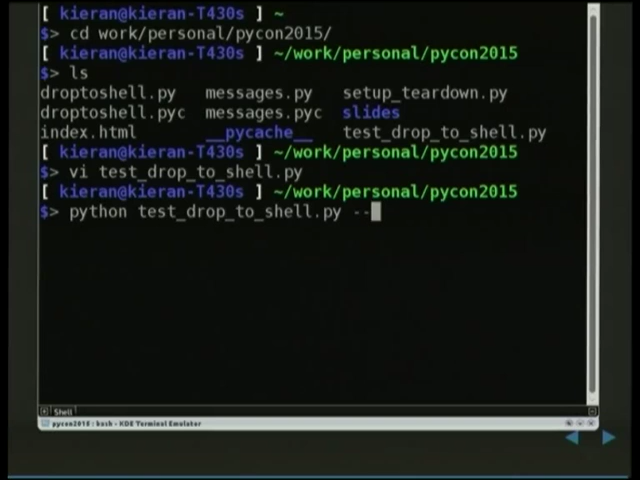 [ kieran@kieran-T430s ] ~
$> cd work/personal/pycon2015/
[ kieran@kieran-T430s ] ~/work/personal/pycon2015
$> ls
droptoshell.py messages.py setup_teardown.py
droptoshell.pyc messages.pyc slides
index.html __pycache__ test_drop_to_shell.py
[ kieran@kieran-T430s ] ~/work/personal/pycon2015
$> vi test_drop_to_shell.py
[ kieran@kieran-T430s ] ~/work/personal/pycon2015
$> python test_drop_to_shell.py --
Shell
pycon2015 : bash - KDE Terminal Emulator